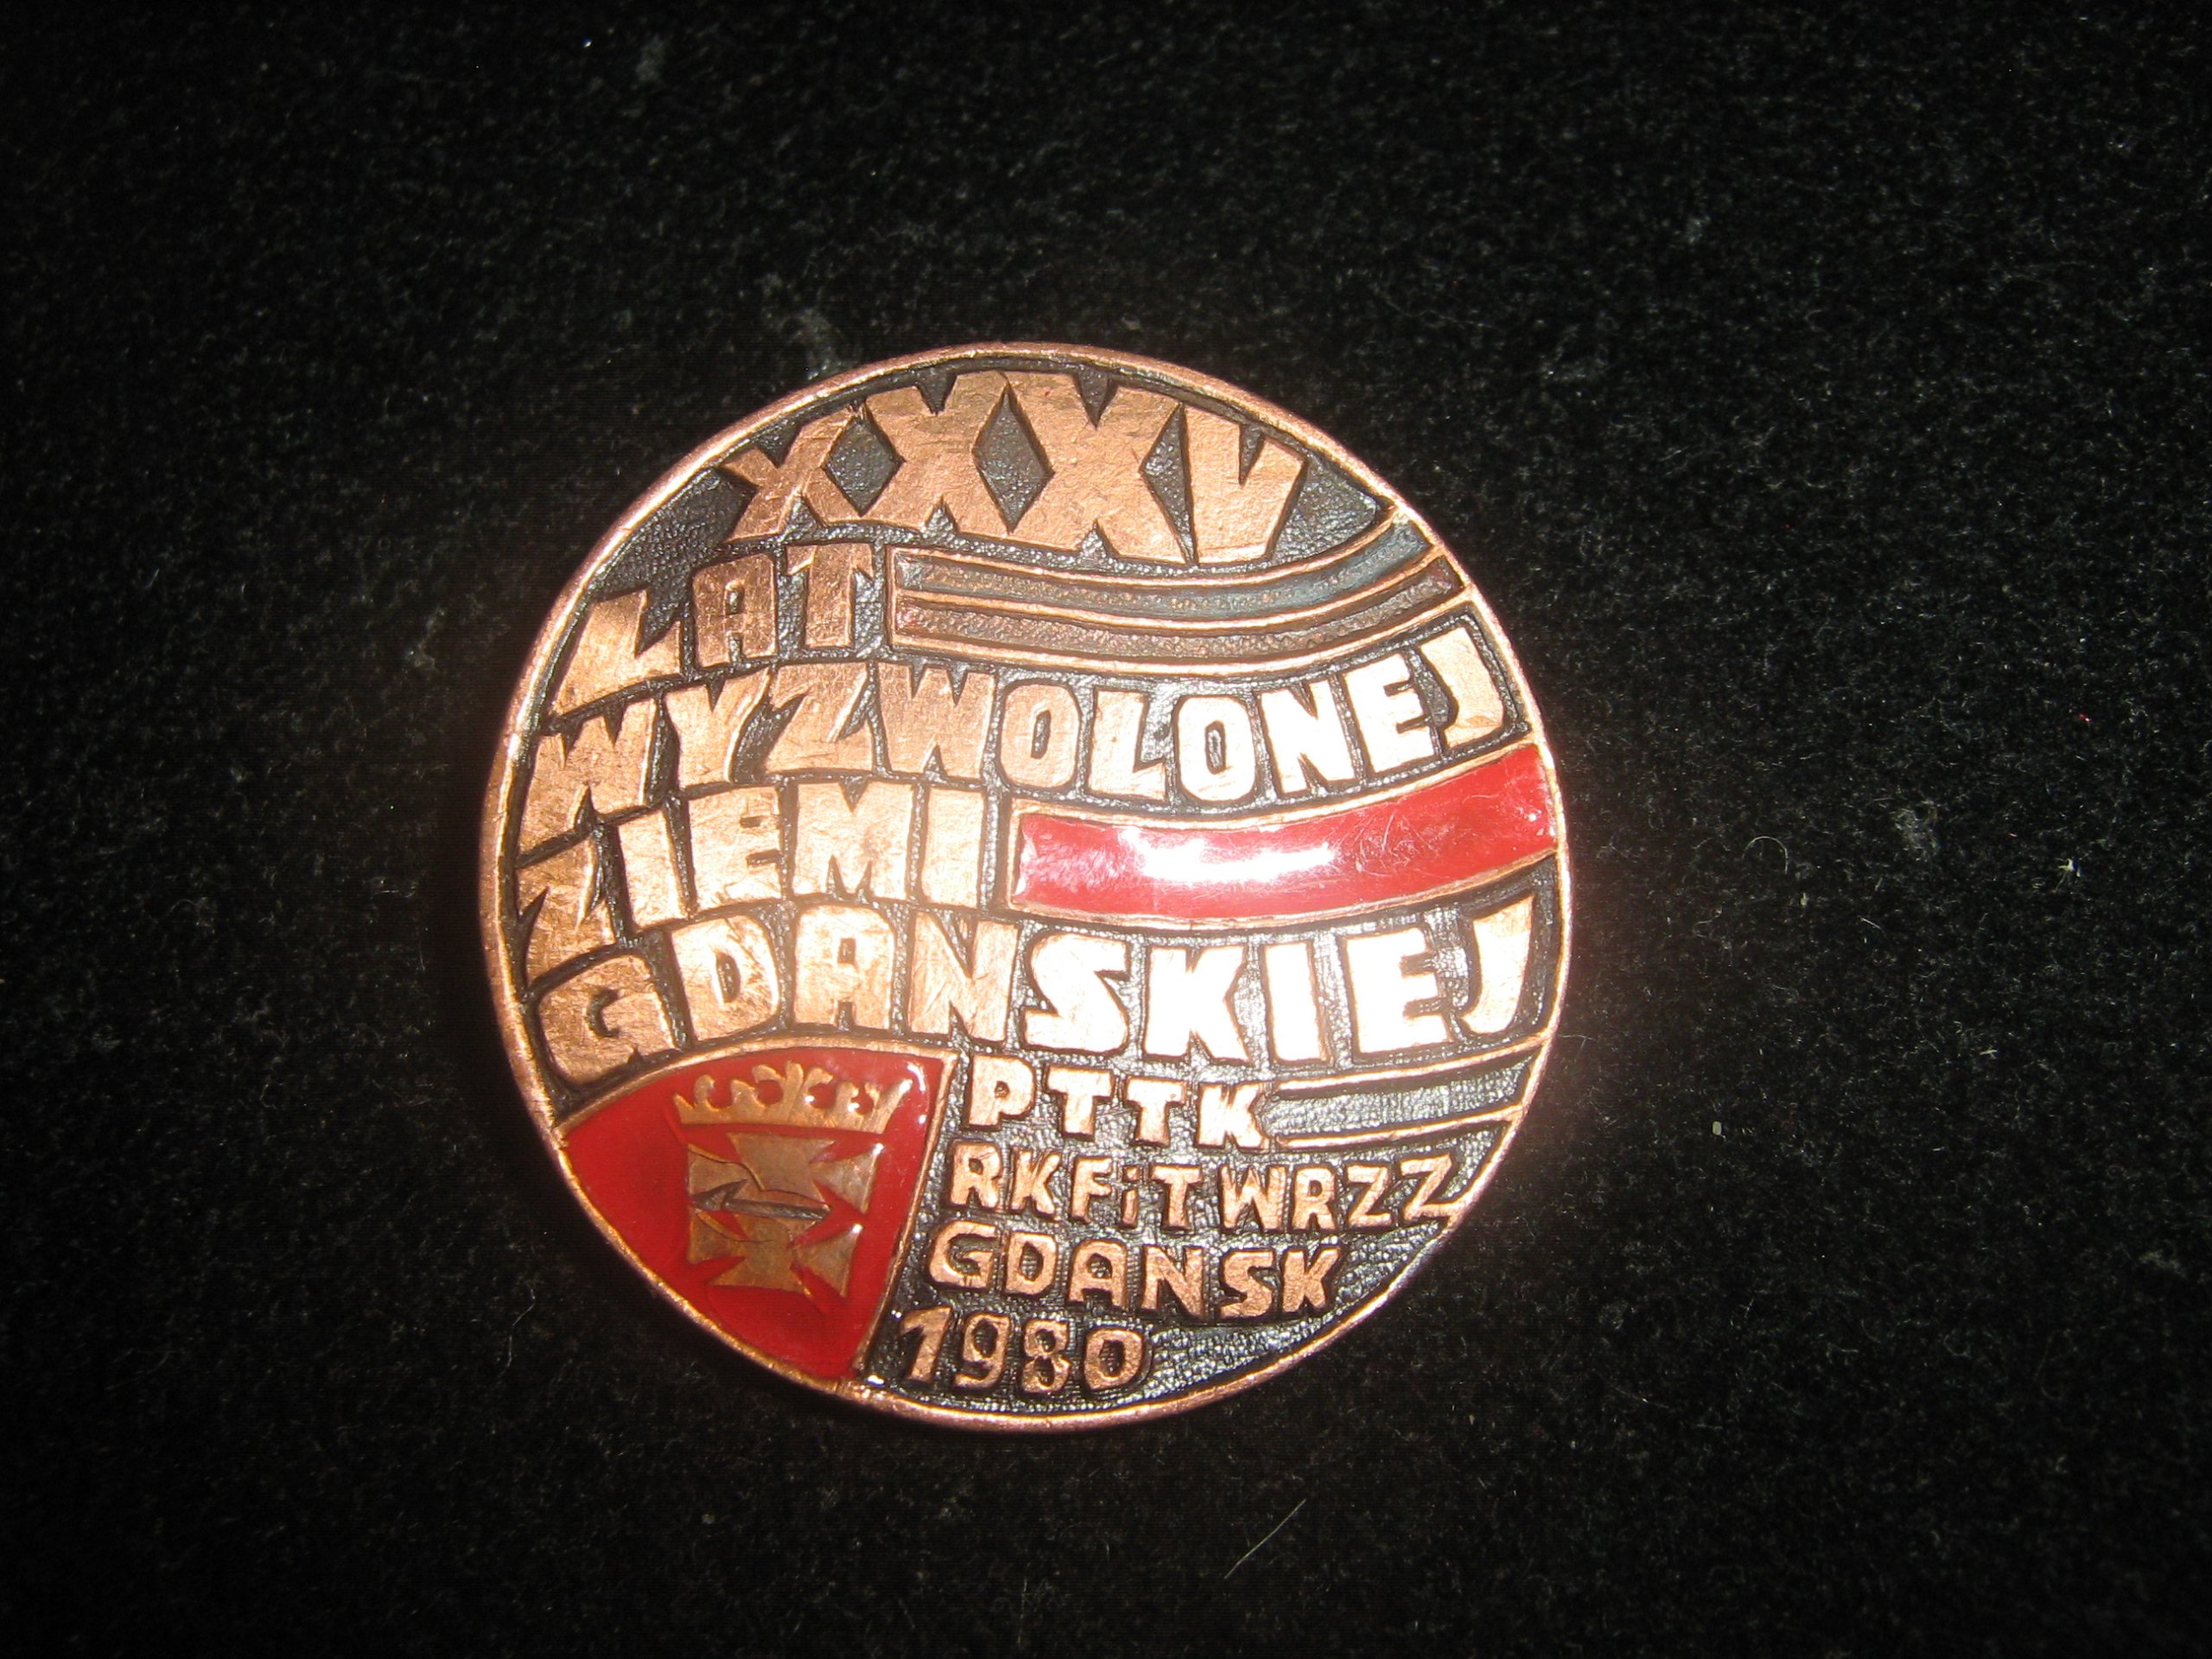 XXXV
LAT
WYZWOLONEJ
ZIEMI
GDANSKIEJ
PTTK
RKFiTWRZZ
GDANSK
1980